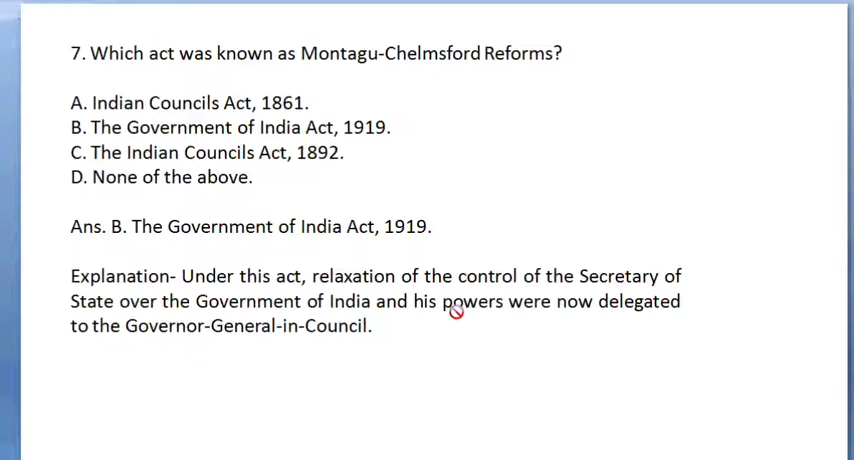 7. Which act was known as Montagu-Chelmsford Reforms?
A. Indian Councils Act, 1861.
B. The Government of India Act, 1919.
C. The Indian Councils Act, 1892.
D. None of the above.
Ans. B. The Government of India Act, 1919.
Explanation- Under this act, relaxation of the control of the Secretary of
State over the Government of India and his powers were now delegated
to the Governor-General-in-Council.